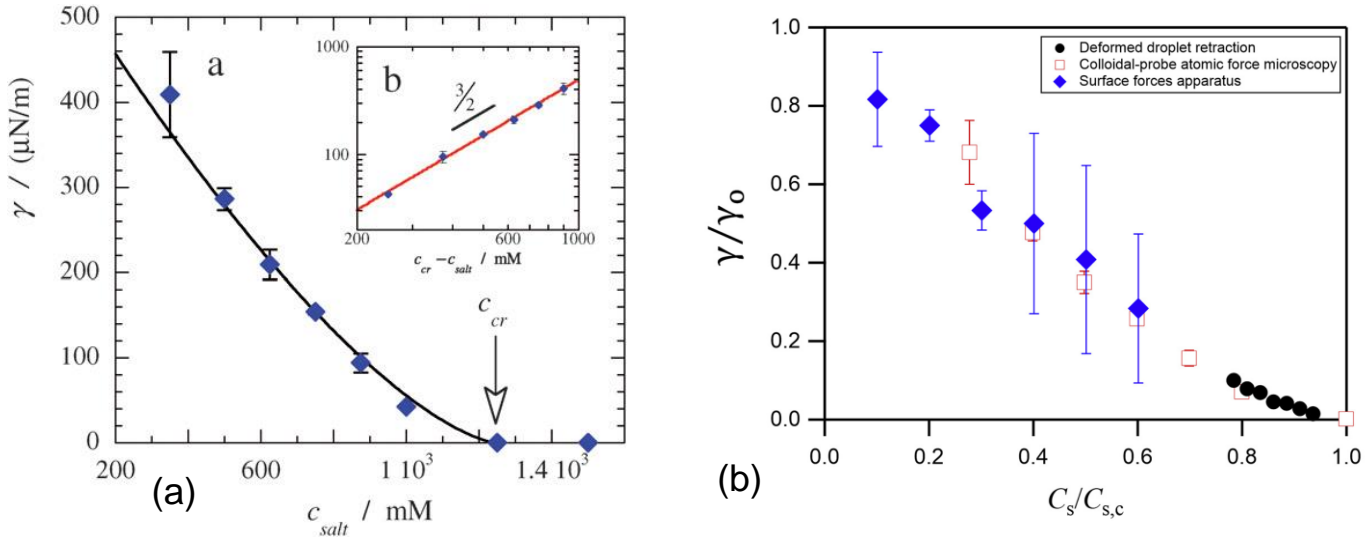 500
400
300
200
100
0
γ / (μN/m)
a
200
600
1 10³
1.4 10³
c_salt / mM
c_cr
1000
100
b
3/2
200
600
1000
c_cr − c_salt / mM
(a)
1.0
0.8
0.6
0.4
0.2
0.0
γ/γo
Deformed droplet retraction
Colloidal-probe atomic force microscopy
Surface forces apparatus
0.0
0.2
0.4
0.6
0.8
1.0
C_s/C_s,c
(b)